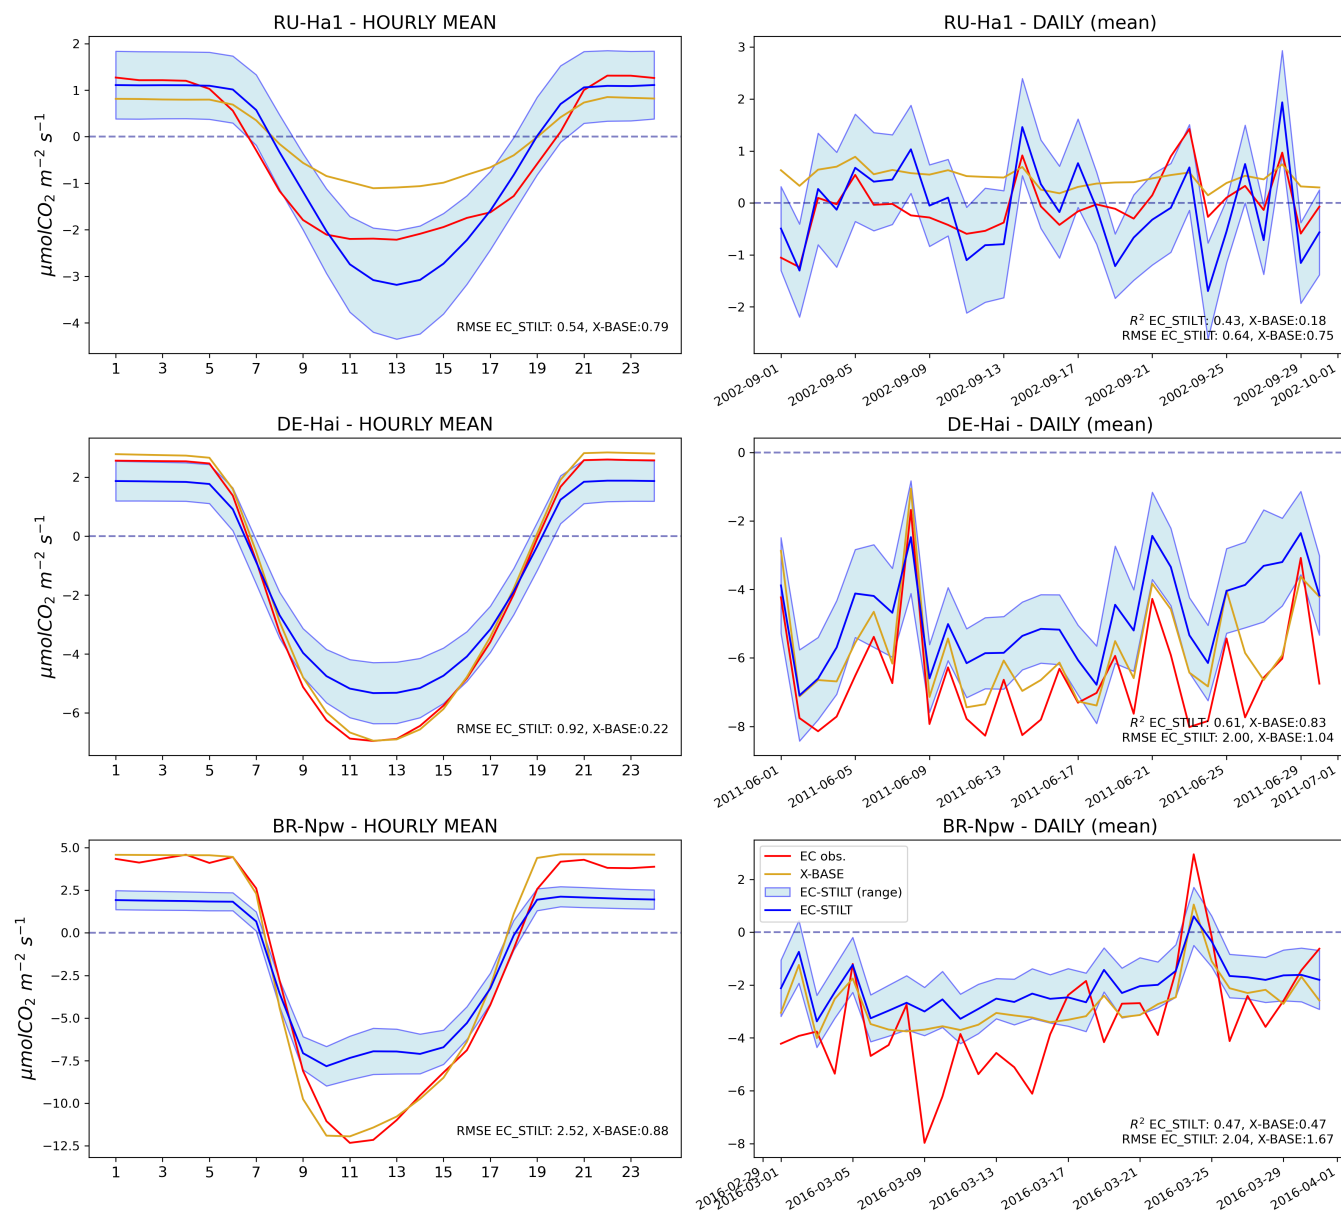 RU-Ha1 - HOURLY MEAN
μmolCO₂ m⁻² s⁻¹
2
1
0
−1
−2
−3
−4
RMSE EC_STILT: 0.54, X-BASE:0.79
1 3 5 7 9 11 13 15 17 19 21 23
RU-Ha1 - DAILY (mean)
3
2
1
0
−1
−2
R² EC_STILT: 0.43, X-BASE:0.18
RMSE EC_STILT: 0.64, X-BASE:0.75
2002-09-01 2002-09-05 2002-09-09 2002-09-13 2002-09-17 2002-09-21 2002-09-25 2002-09-29 2002-10-01
DE-Hai - HOURLY MEAN
μmolCO₂ m⁻² s⁻¹
2
0
−2
−4
−6
RMSE EC_STILT: 0.92, X-BASE:0.22
1 3 5 7 9 11 13 15 17 19 21 23
DE-Hai - DAILY (mean)
0
−2
−4
−6
−8
R² EC_STILT: 0.61, X-BASE:0.83
RMSE EC_STILT: 2.00, X-BASE:1.04
2011-06-01 2011-06-05 2011-06-09 2011-06-13 2011-06-17 2011-06-21 2011-06-25 2011-06-29 2011-07-01
BR-Npw - HOURLY MEAN
μmolCO₂ m⁻² s⁻¹
5.0
2.5
0.0
−2.5
−5.0
−7.5
−10.0
−12.5
RMSE EC_STILT: 2.52, X-BASE:0.88
1 3 5 7 9 11 13 15 17 19 21 23
BR-Npw - DAILY (mean)
EC obs.
X-BASE
EC-STILT (range)
EC-STILT
2
0
−2
−4
−6
−8
R² EC_STILT: 0.47, X-BASE:0.47
RMSE EC_STILT: 2.04, X-BASE:1.67
2016-02-29 2016-03-01 2016-03-05 2016-03-09 2016-03-13 2016-03-17 2016-03-21 2016-03-25 2016-03-29 2016-04-01